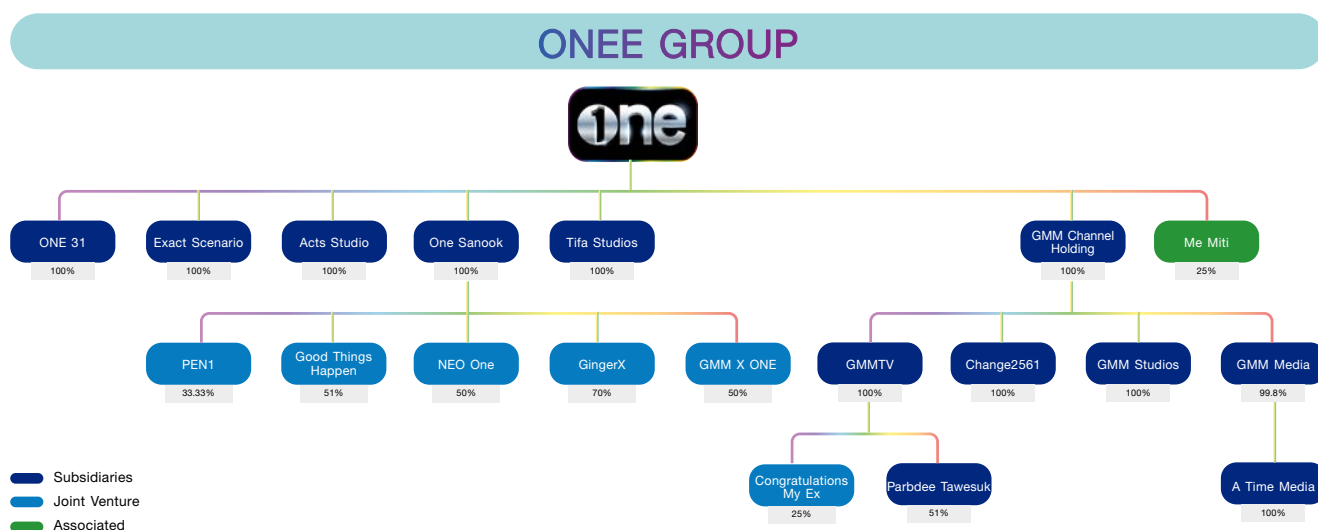 ONEE GROUP
one
ONE 31
Exact Scenario
Acts Studio
One Sanook
Tifa Studios
GMM Channel
Holding
Me Miti
100%
100%
100%
100%
100%
100%
25%
PEN1
Good Things
Happen
NEO One
GingerX
GMM X ONE
GMMTV
Change2561
GMM Studios
GMM Media
33.33%
51%
50%
70%
50%
100%
100%
100%
99.8%
Congratulations
My Ex
Parbdee Tawesuk
A Time Media
25%
51%
100%
Subsidiaries
Joint Venture
Associated